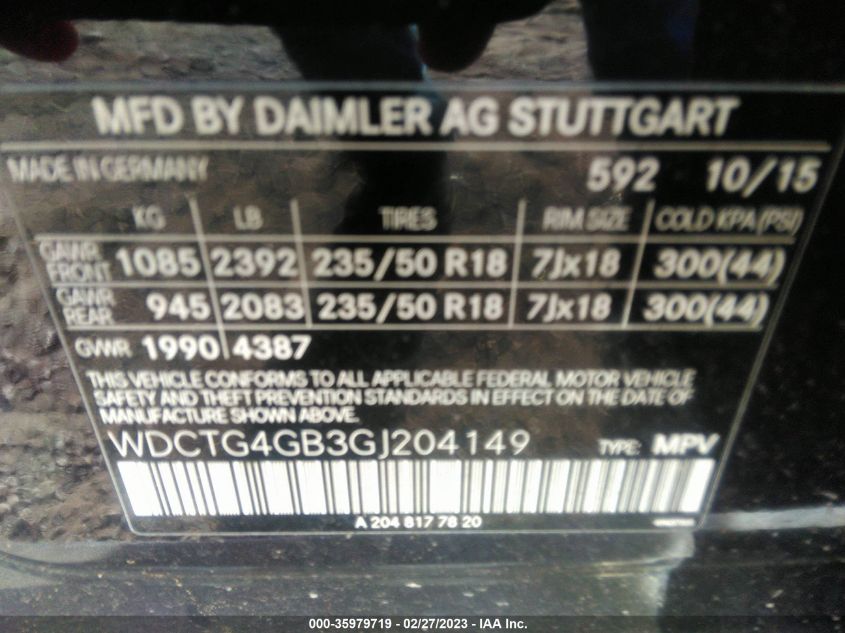 MFD BY DAIMLER AG STUTTGART
MADE IN GERMANY 592 10/15
KG LB TIRES RIM SIZE COLD KPA (PSI)
GAWR FRONT 1085 2392 235/50 R18 7Jx18 300(44)
GAWR REAR 945 2083 235/50 R18 7Jx18 300(44)
GVWR 1990 4387
THIS VEHICLE CONFORMS TO ALL APPLICABLE FEDERAL MOTOR VEHICLE
SAFETY AND THEFT PREVENTION STANDARDS IN EFFECT ON THE DATE OF
MANUFACTURE SHOWN ABOVE.
WDCTG4GB3GJ204149 TYPE: MPV
A 204 817 78 20
000-35979719 - 02/27/2023 - IAA Inc.